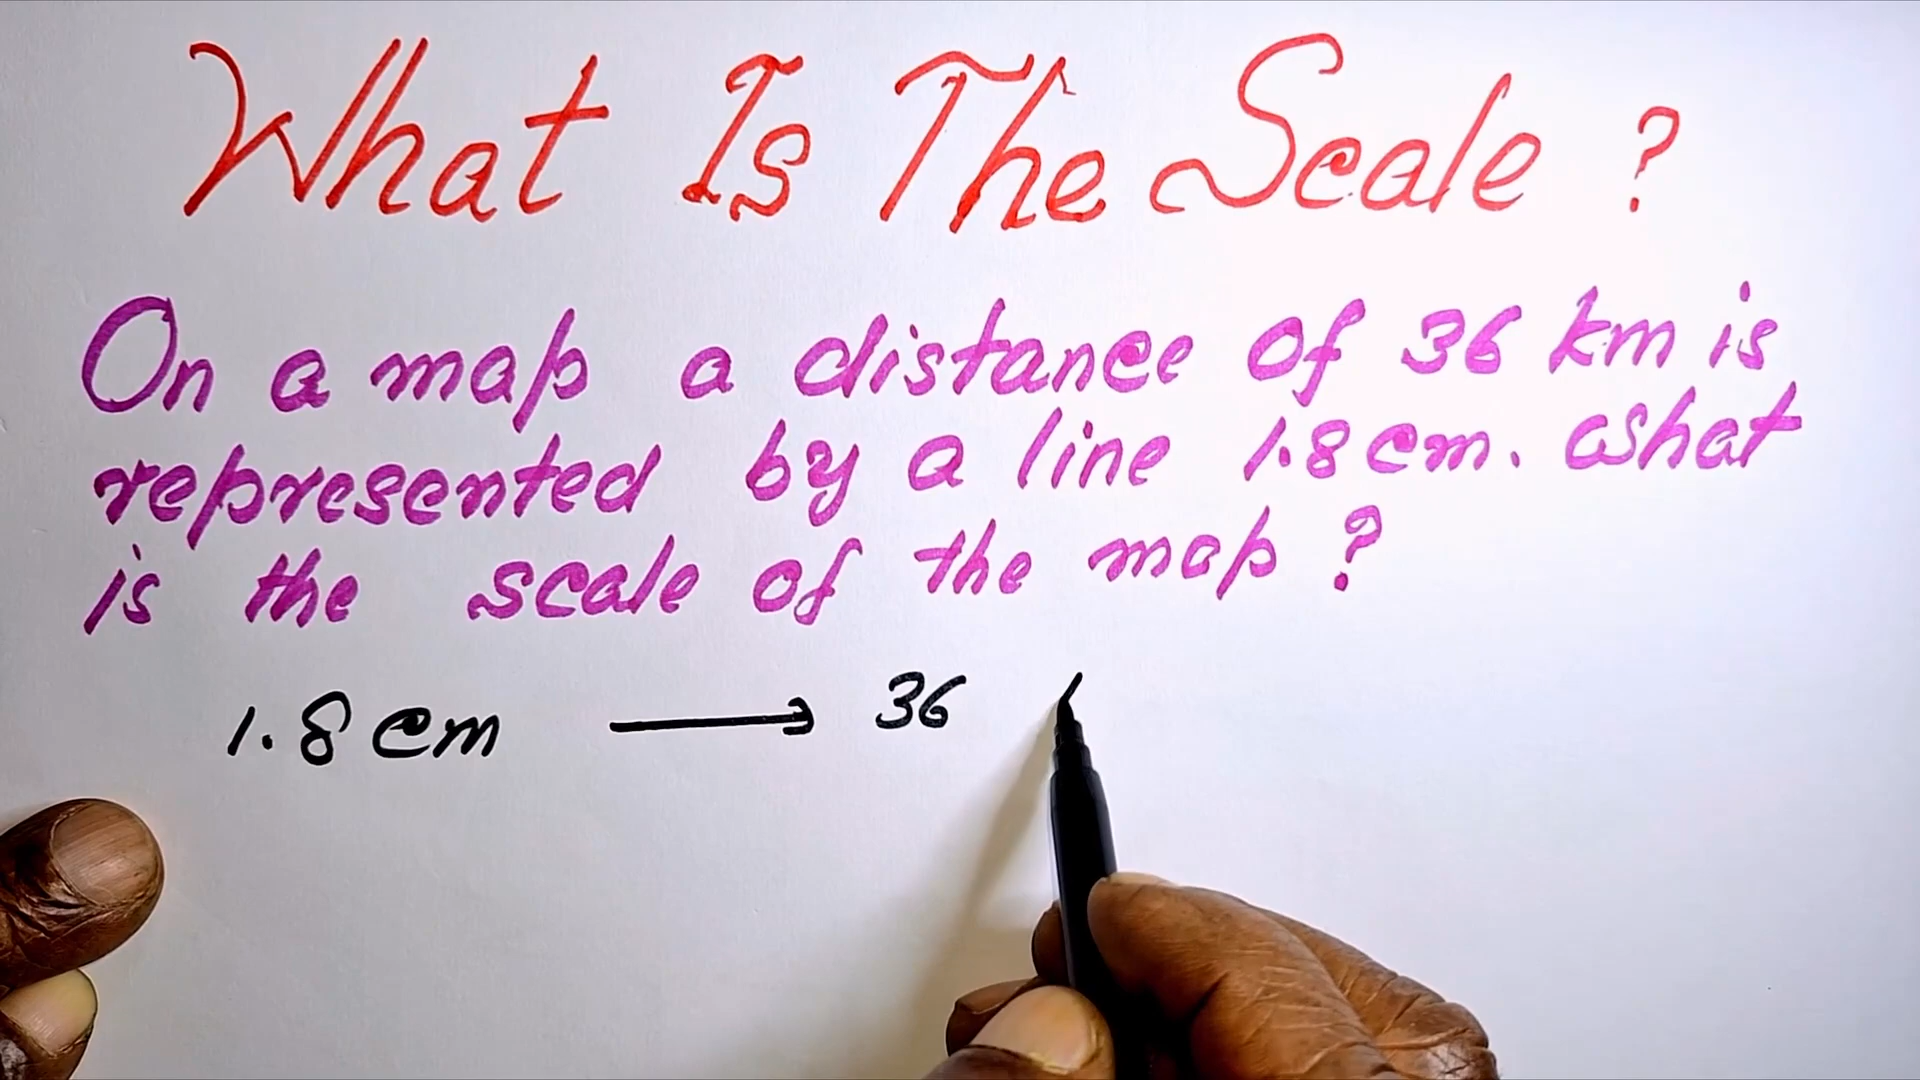 What Is The Scale ?
On a map a distance of 36 km is
represented by a line 1.8 cm. What
is the scale of the map ?
1.8 cm → 36